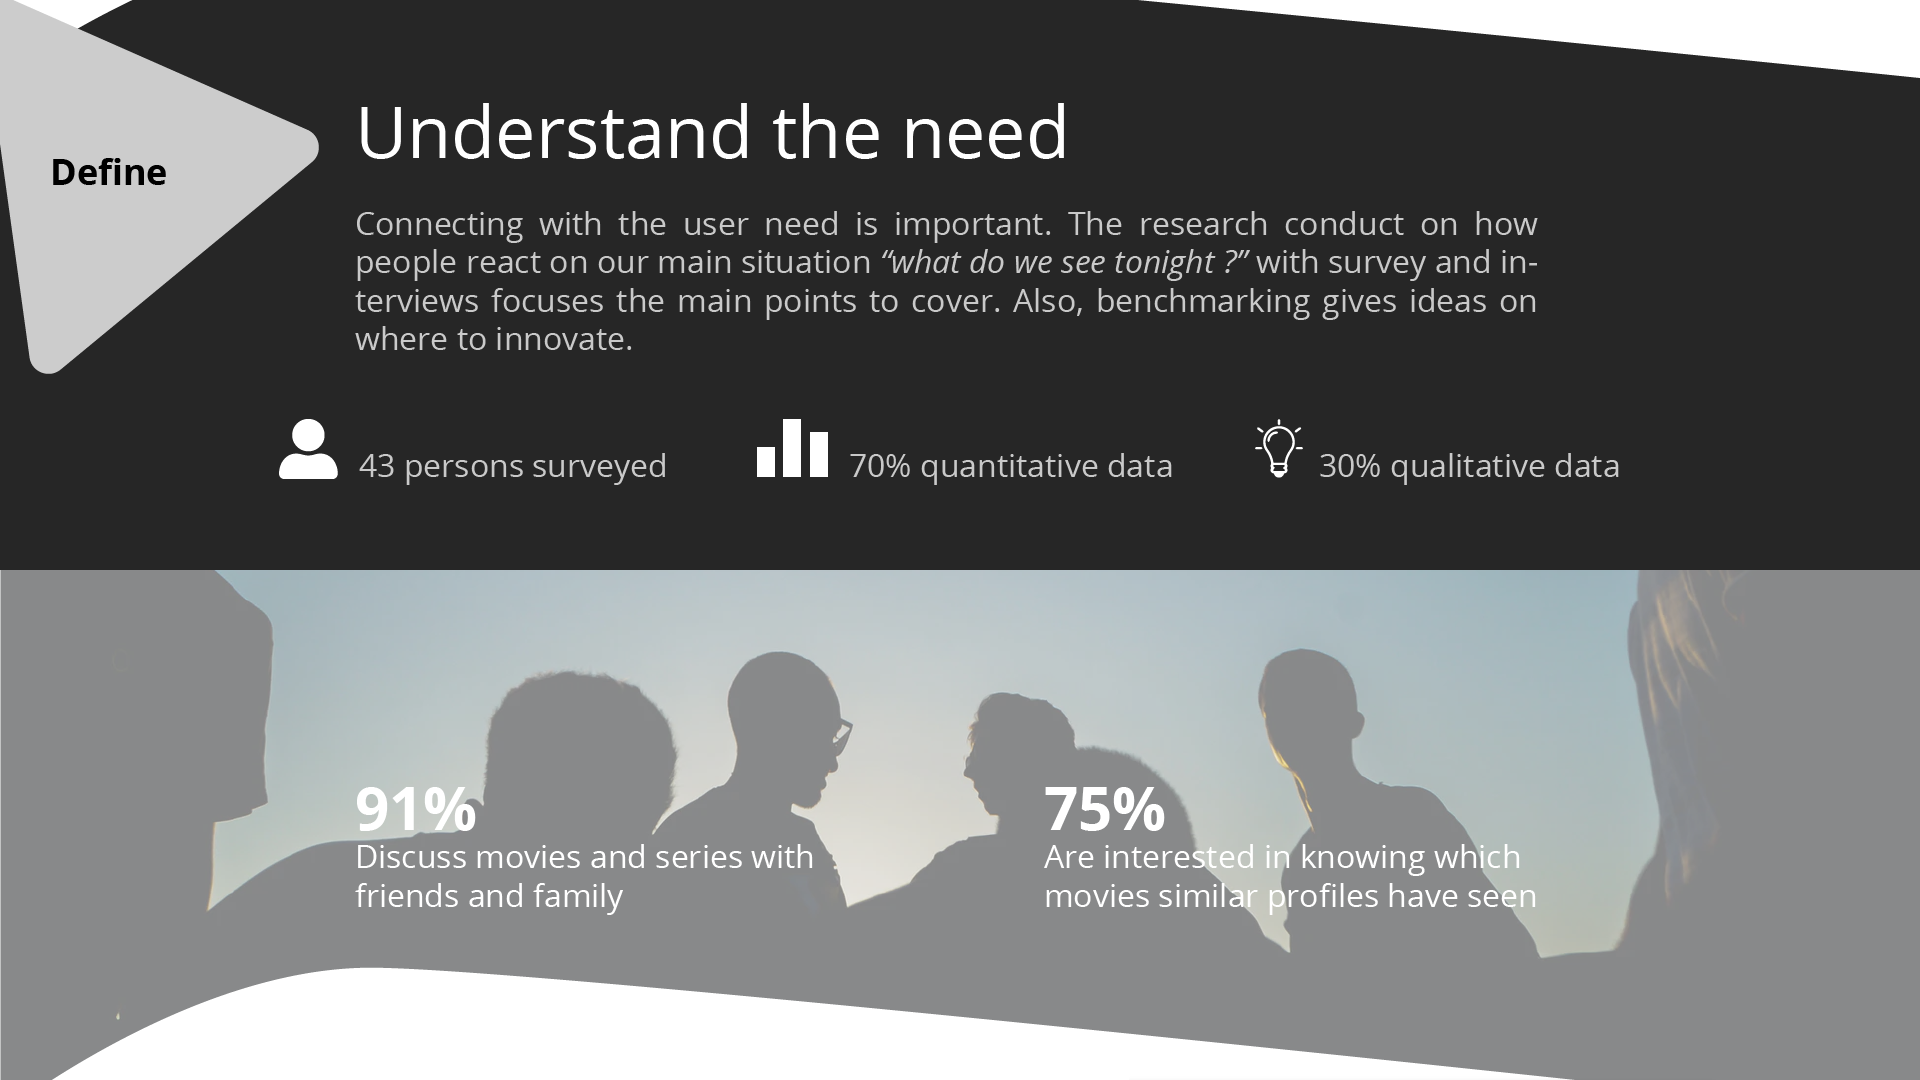 Define
Understand the need
Connecting with the user need is important. The research conduct on how
people react on our main situation “what do we see tonight ?” with survey and in-
terviews focuses the main points to cover. Also, benchmarking gives ideas on
where to innovate.
43 persons surveyed
70% quantitative data
30% qualitative data
91%
Discuss movies and series with
friends and family
75%
Are interested in knowing which
movies similar profiles have seen